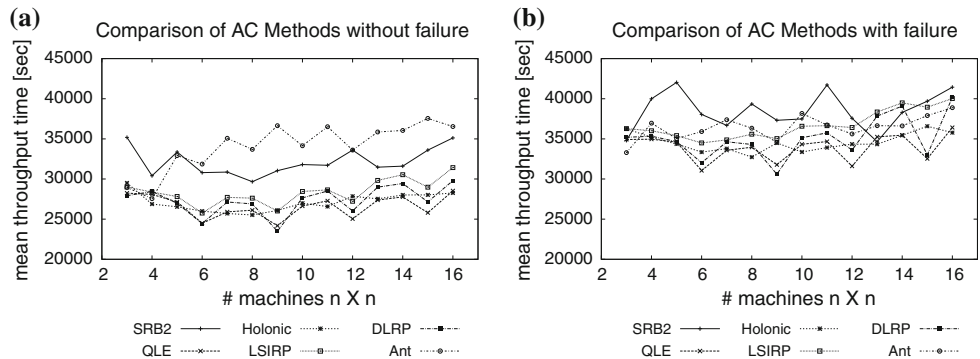 (a)
Comparison of AC Methods without failure
mean throughput time [sec]
45000
40000
35000
30000
25000
20000
2 4 6 8 10 12 14 16
# machines n X n
SRB2 Holonic DLRP
QLE LSIRP Ant
(b)
Comparison of AC Methods with failure
mean throughput time [sec]
45000
40000
35000
30000
25000
20000
2 4 6 8 10 12 14 16
# machines n X n
SRB2 Holonic DLRP
QLE LSIRP Ant